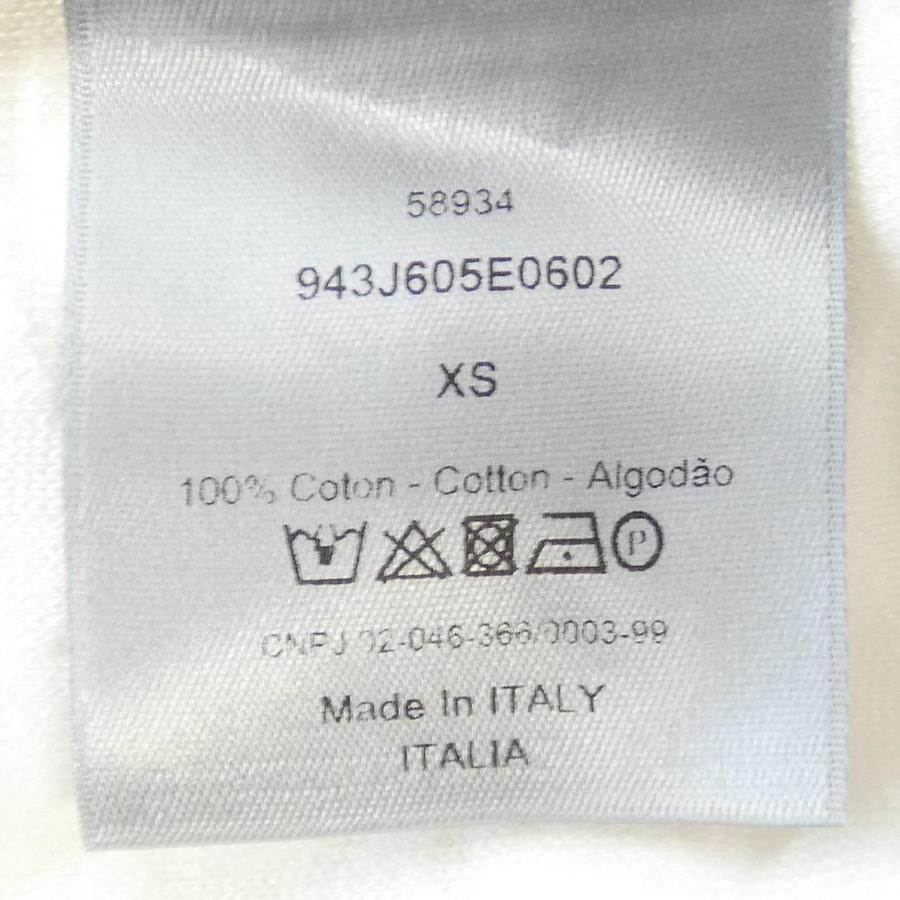 58934
943J605E0602
XS
100% Coton - Cotton - Algodão
P
CNPJ 02-046-366/0003-99
Made In ITALY
ITALIA